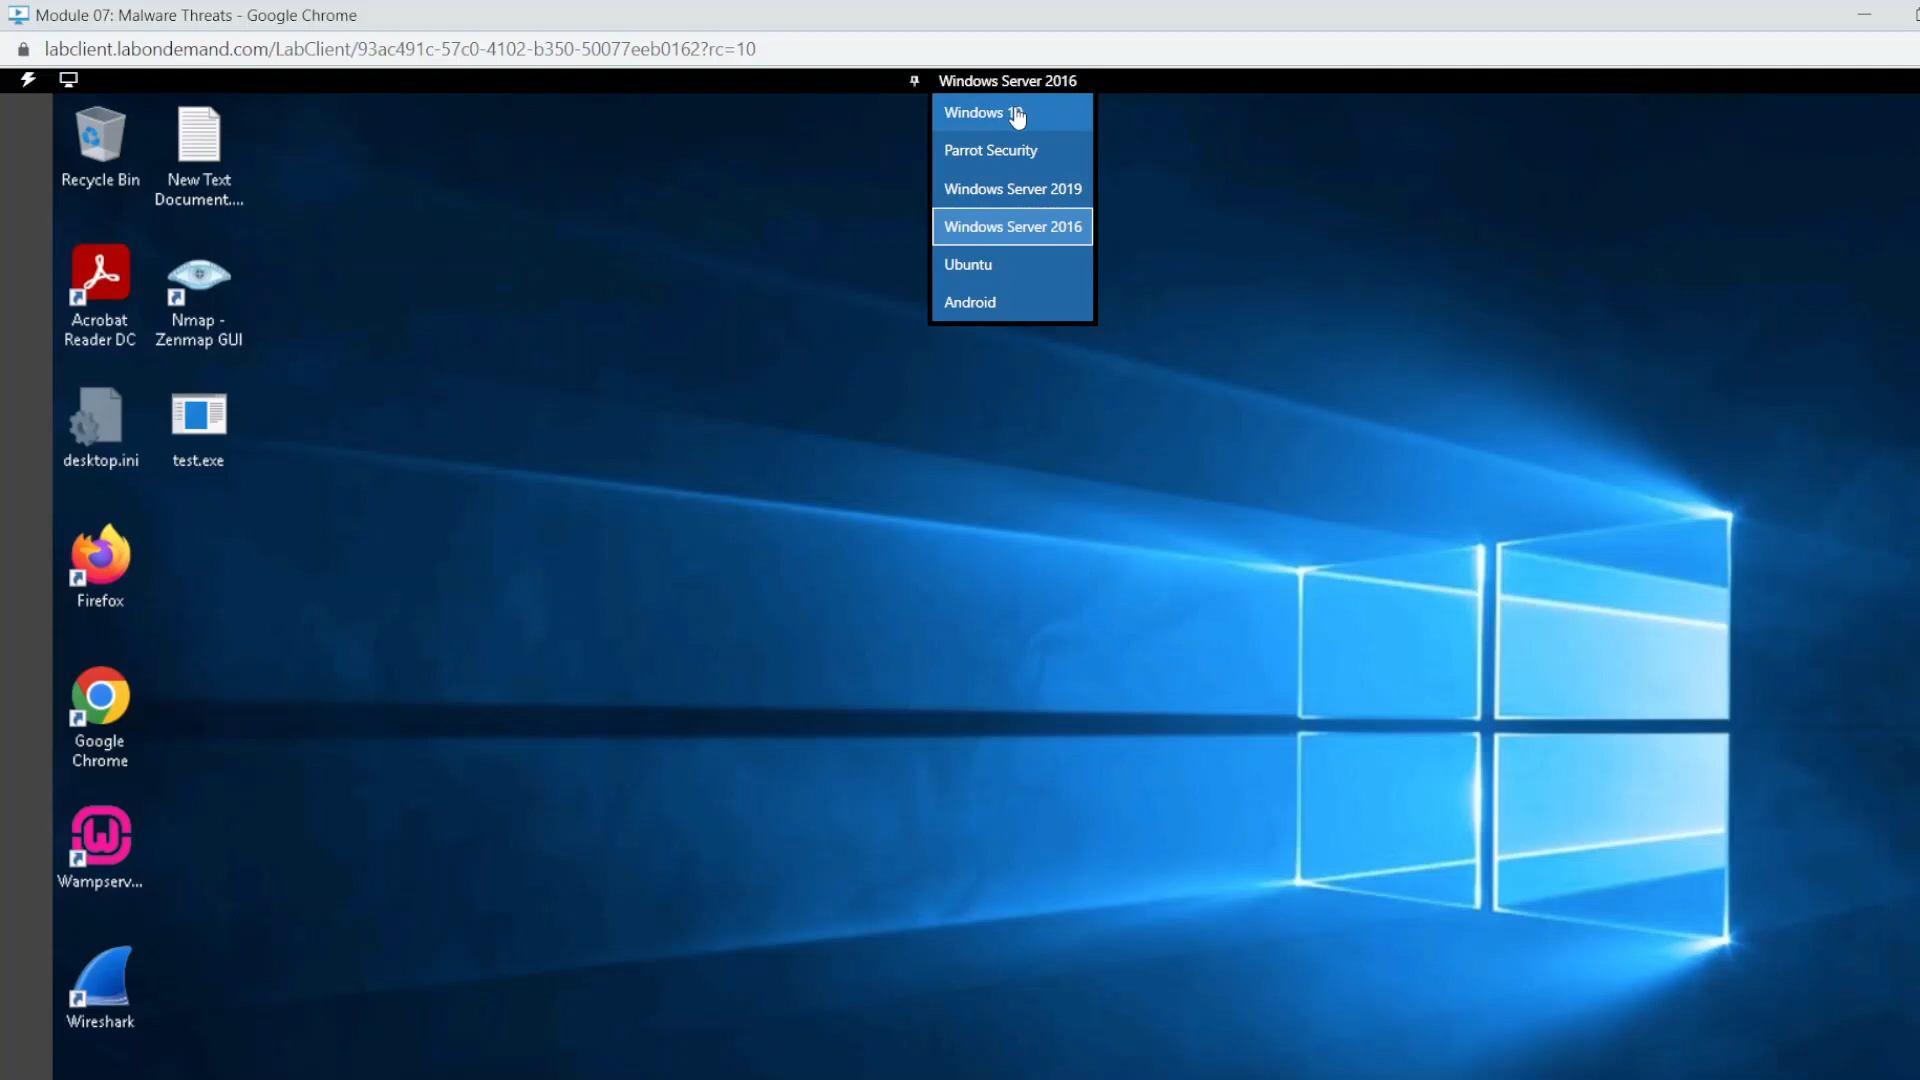 Module 07: Malware Threats - Google Chrome
labclient.labondemand.com/LabClient/93ac491c-57c0-4102-b350-50077eeb0162?rc=10
Windows Server 2016
Windows
Parrot Security
Windows Server 2019
Windows Server 2016
Ubuntu
Android
Recycle Bin
New Text
Document....
Acrobat
Reader DC
Nmap -
Zenmap GUI
desktop.ini
test.exe
Firefox
Google
Chrome
Wampserv...
Wireshark